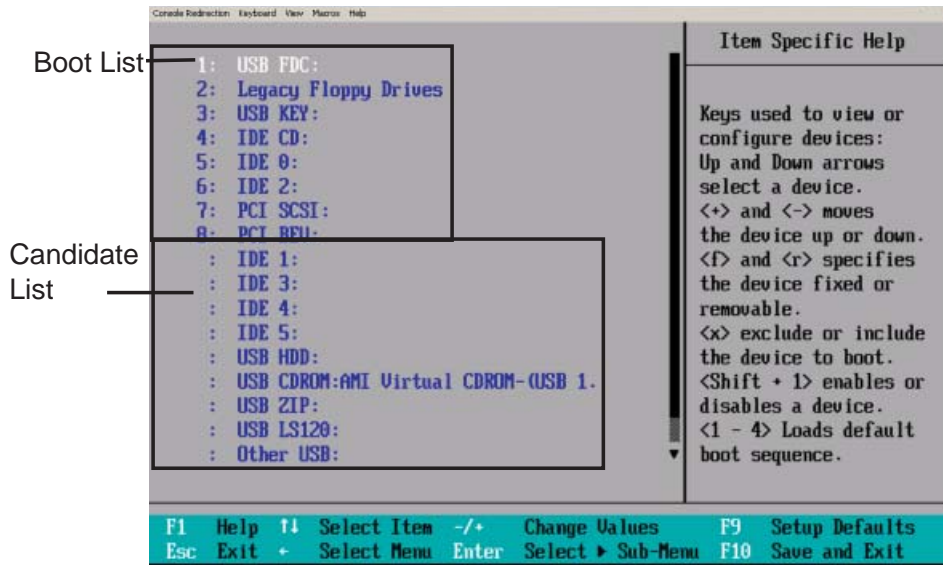 Console Redirection Keyboard View Macros Help
Boot List
1: USB FDC:
2: Legacy Floppy Drives
3: USB KEY:
4: IDE CD:
5: IDE 0:
6: IDE 2:
7: PCI SCSI:
8: PCI BEV:
Candidate
List
: IDE 1:
: IDE 3:
: IDE 4:
: IDE 5:
: USB HDD:
: USB CDROM:AMI Virtual CDROM-(USB 1.
: USB ZIP:
: USB LS120:
: Other USB:
Item Specific Help
Keys used to view or
configure devices:
Up and Down arrows
select a device.
<+> and <-> moves
the device up or down.
<f> and <r> specifies
the device fixed or
removable.
<x> exclude or include
the device to boot.
<Shift + 1> enables or
disables a device.
<1 - 4> Loads default
boot sequence.
F1 Help ↑↓ Select Item -/+ Change Values F9 Setup Defaults
Esc Exit ← Select Menu Enter Select ▶ Sub-Menu F10 Save and Exit